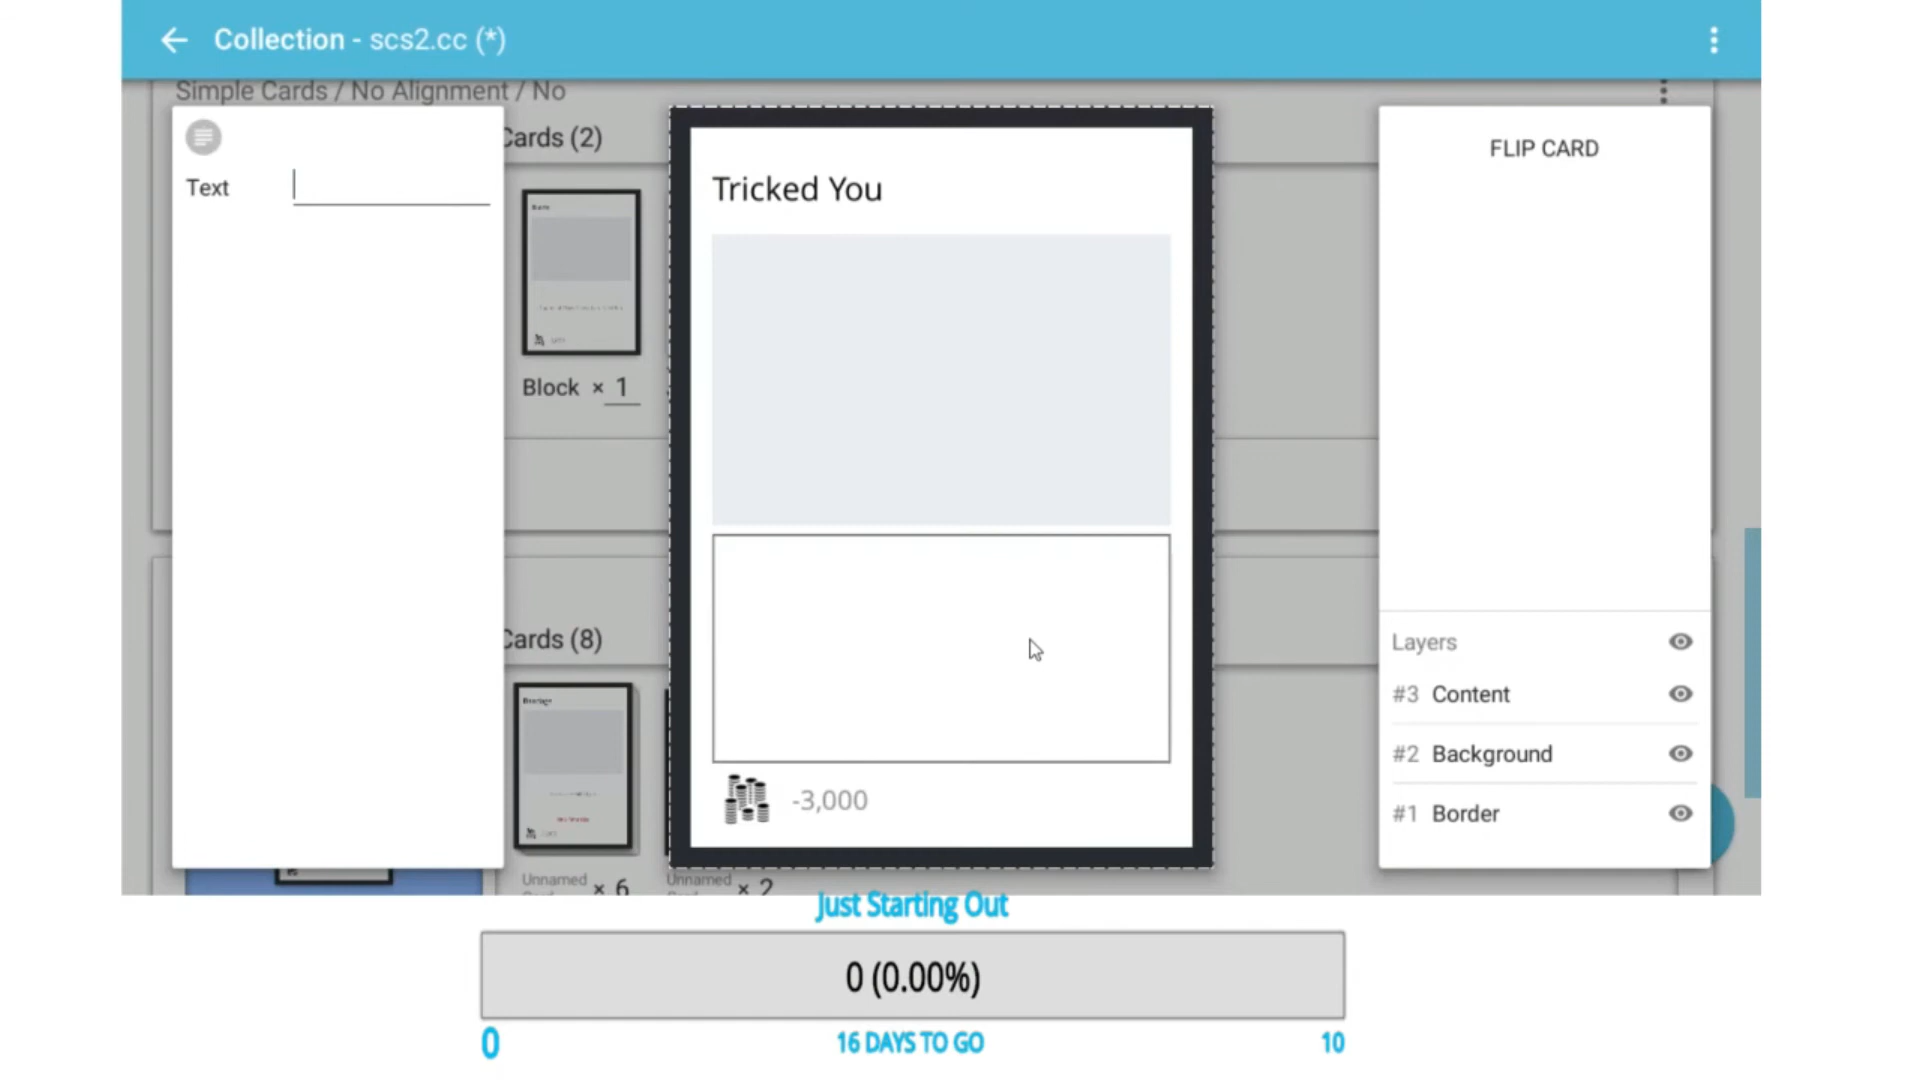 Collection - scs2.cc (*)
Simple Cards / No Alignment / No
Cards (2)
Text
Block × 1
Cards (8)
Unnamed × 6
Unnamed × 2
Tricked You
-3,000
FLIP CARD
Layers
#3 Content
#2 Background
#1 Border
Just Starting Out
0 (0.00%)
0
16 DAYS TO GO
10